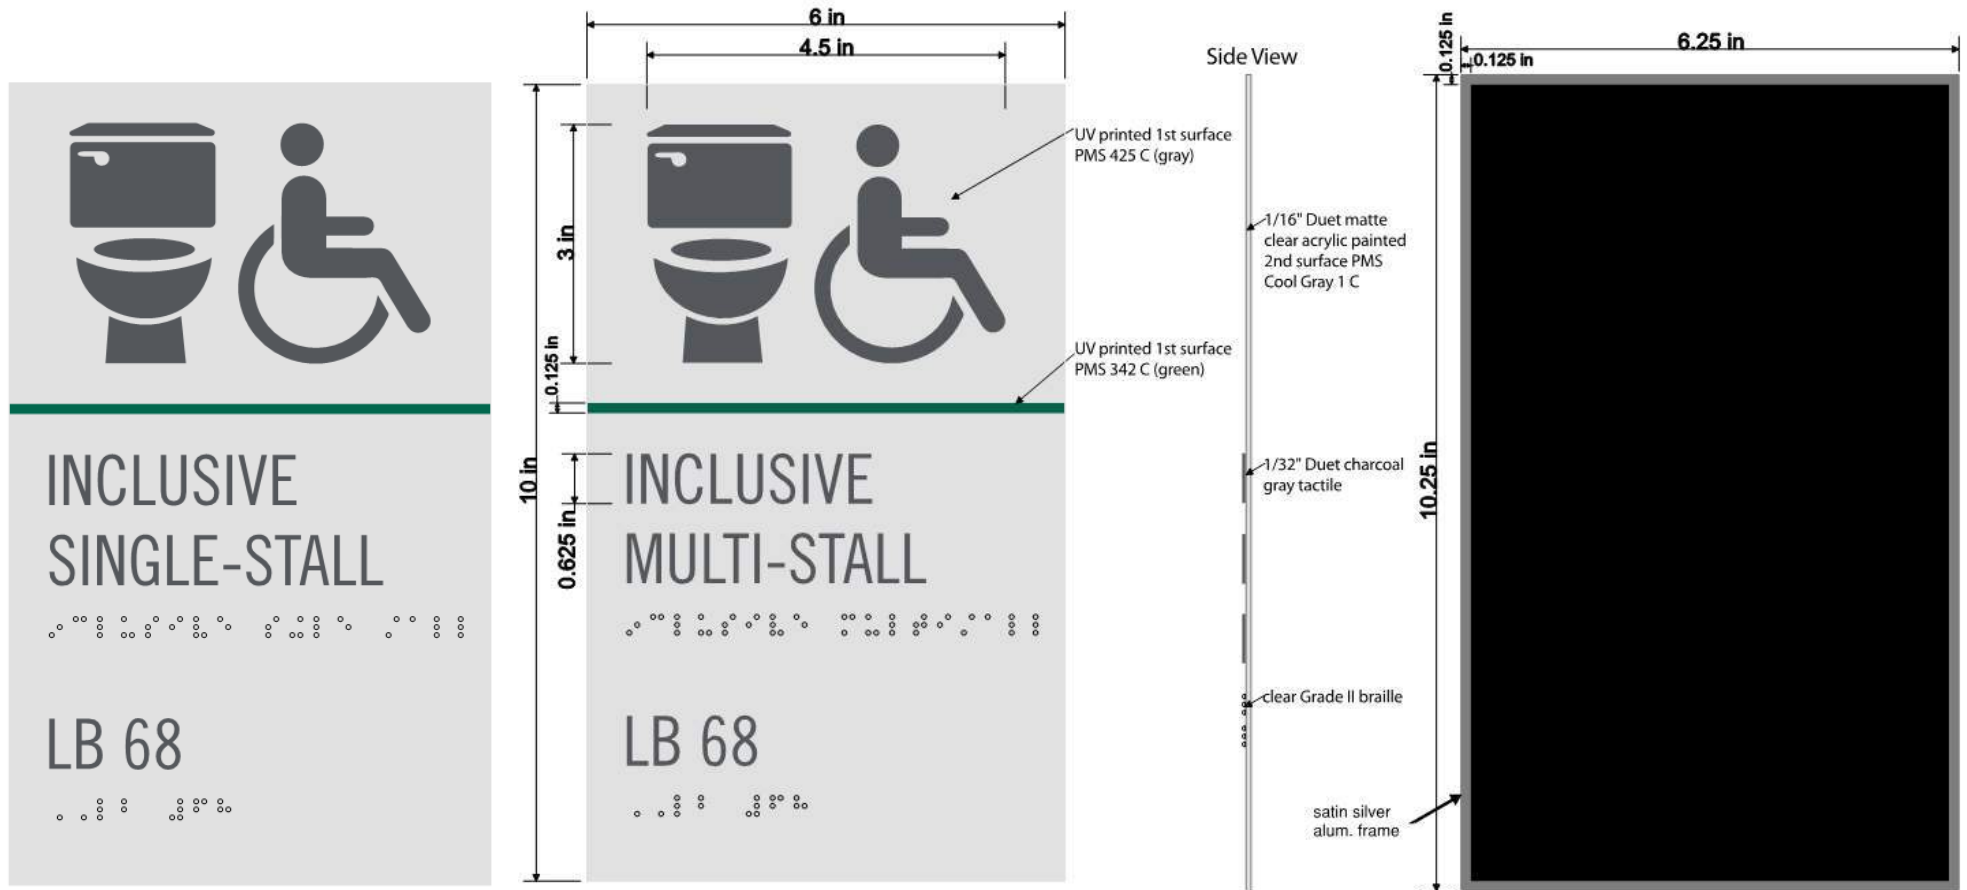 INCLUSIVE
SINGLE-STALL
LB 68
6 in
4.5 in
3 in
0.125 in
10 in
0.625 in
INCLUSIVE
MULTI-STALL
LB 68
UV printed 1st surface
PMS 425 C (gray)
UV printed 1st surface
PMS 342 C (green)
Side View
1/16" Duet matte
clear acrylic painted
2nd surface PMS
Cool Gray 1 C
1/32" Duet charcoal
gray tactile
clear Grade II braille
0.125 in
6.25 in
0.125 in
10.25 in
satin silver
alum. frame